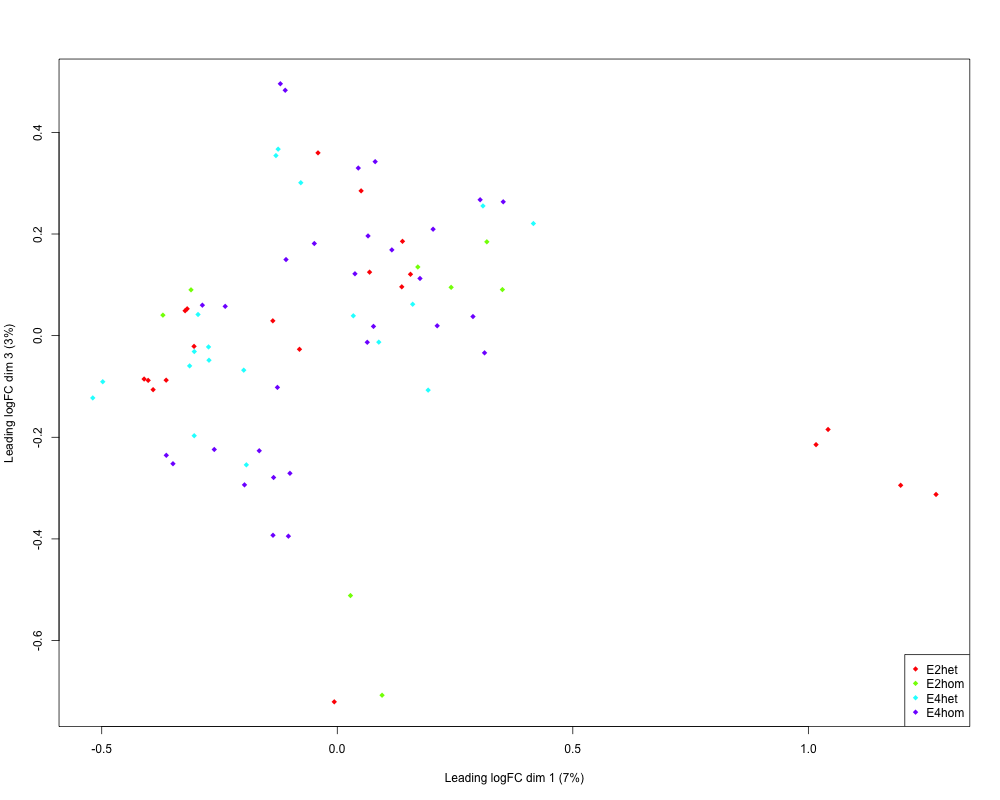 Leading logFC dim 3 (3%)
0.4
0.2
0.0
-0.2
-0.4
-0.6
E2het
E2hom
E4het
E4hom
-0.5
0.0
0.5
1.0
Leading logFC dim 1 (7%)